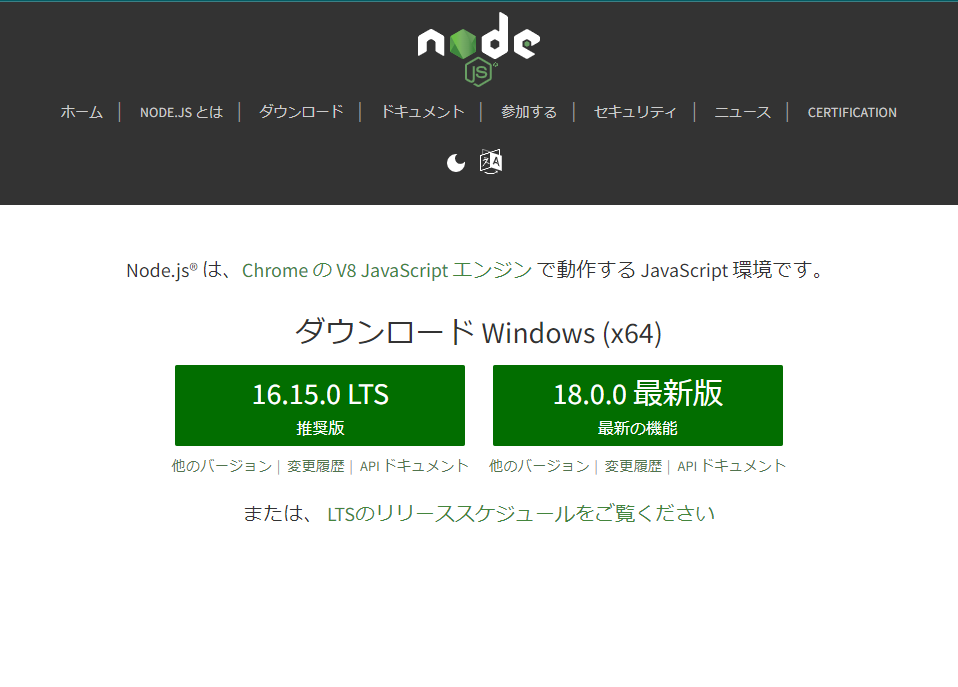 node
JS
ホーム | NODE.JS とは | ダウンロード | ドキュメント | 参加する | セキュリティ | ニュース | CERTIFICATION
Node.js® は、Chrome の V8 JavaScript エンジン で動作する JavaScript 環境です。
ダウンロード Windows (x64)
16.15.0 LTS
推奨版
18.0.0 最新版
最新の機能
他のバージョン | 変更履歴 | API ドキュメント
他のバージョン | 変更履歴 | API ドキュメント
または、 LTSのリリーススケジュールをご覧ください